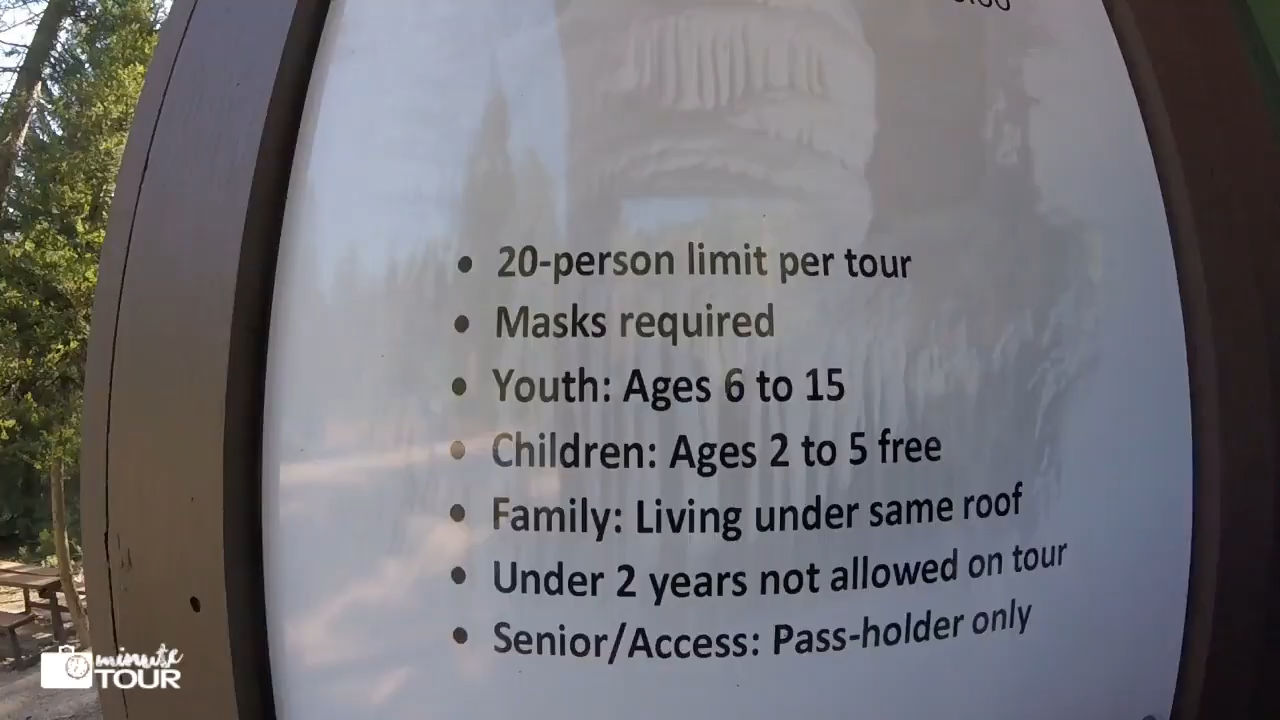 • 20-person limit per tour
• Masks required
• Youth: Ages 6 to 15
• Children: Ages 2 to 5 free
• Family: Living under same roof
• Under 2 years not allowed on tour
• Senior/Access: Pass-holder only
minute
TOUR